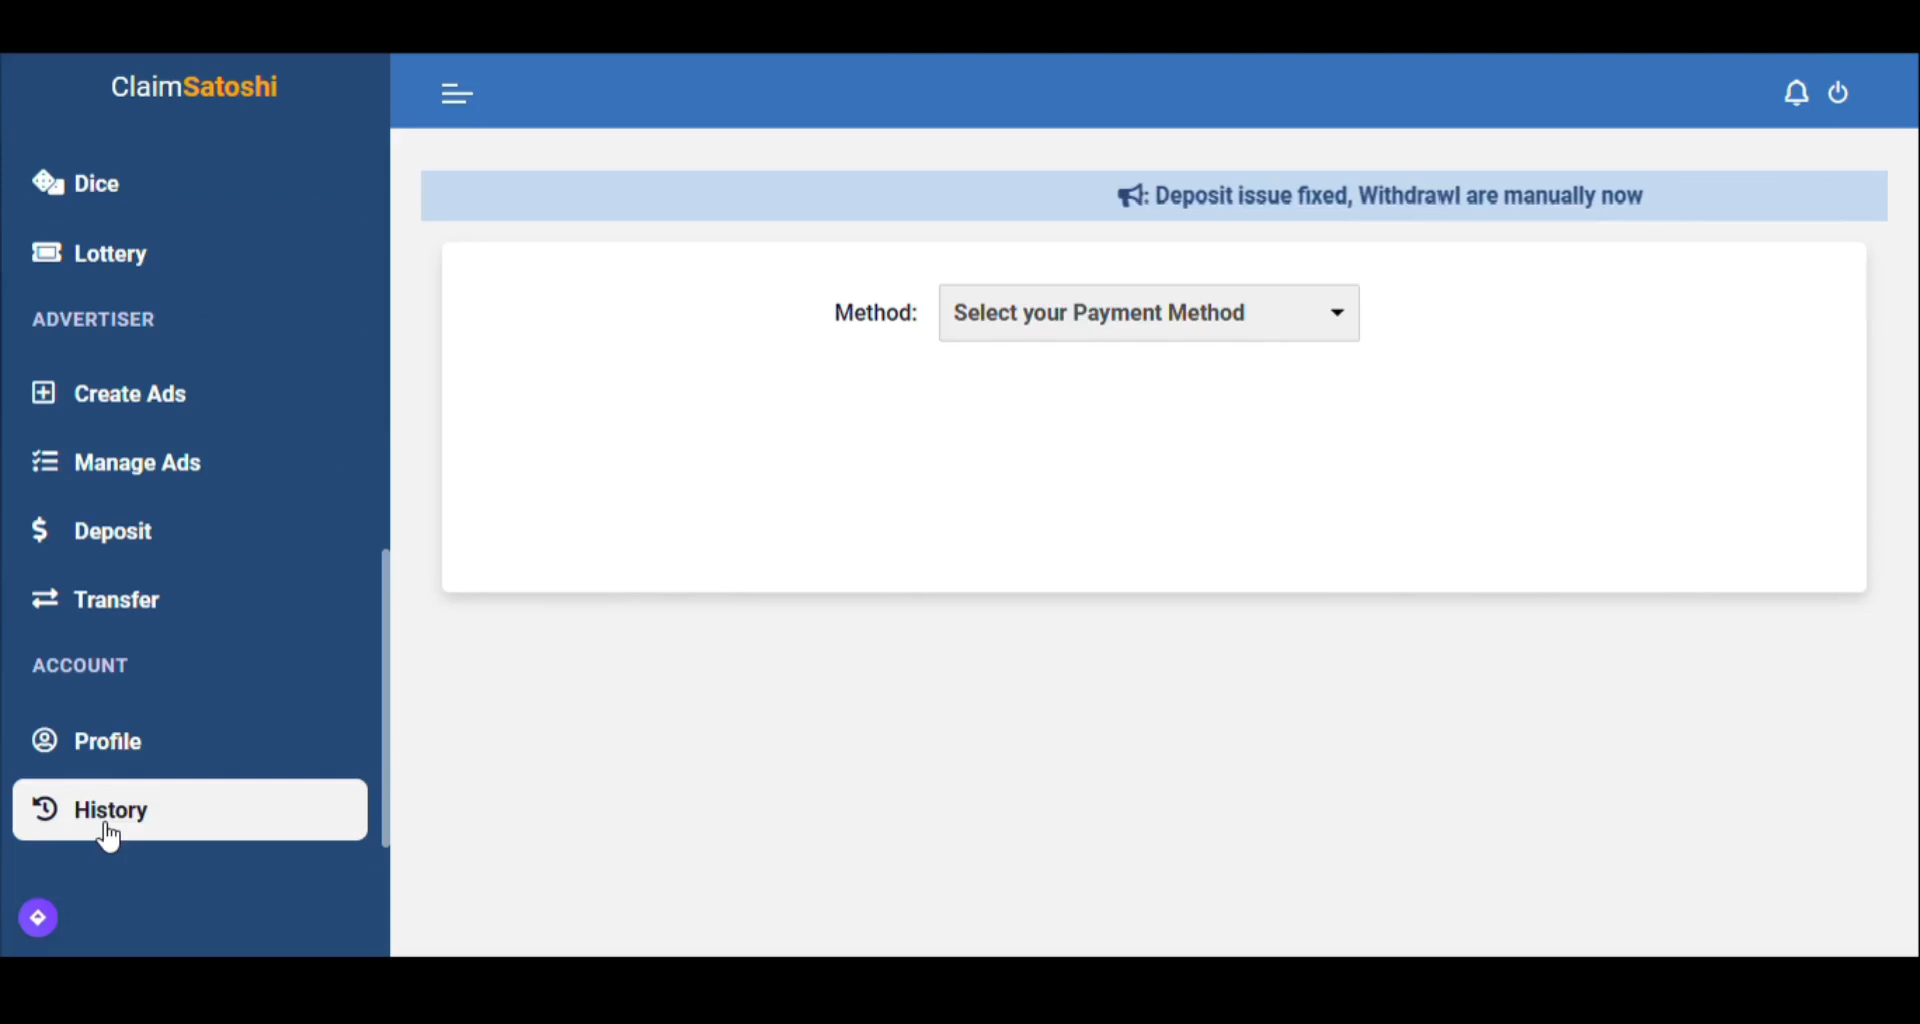 ClaimSatoshi
Dice
Lottery
ADVERTISER
Create Ads
Manage Ads
Deposit
Transfer
ACCOUNT
Profile
History
: Deposit issue fixed, Withdrawl are manually now
Method: Select your Payment Method